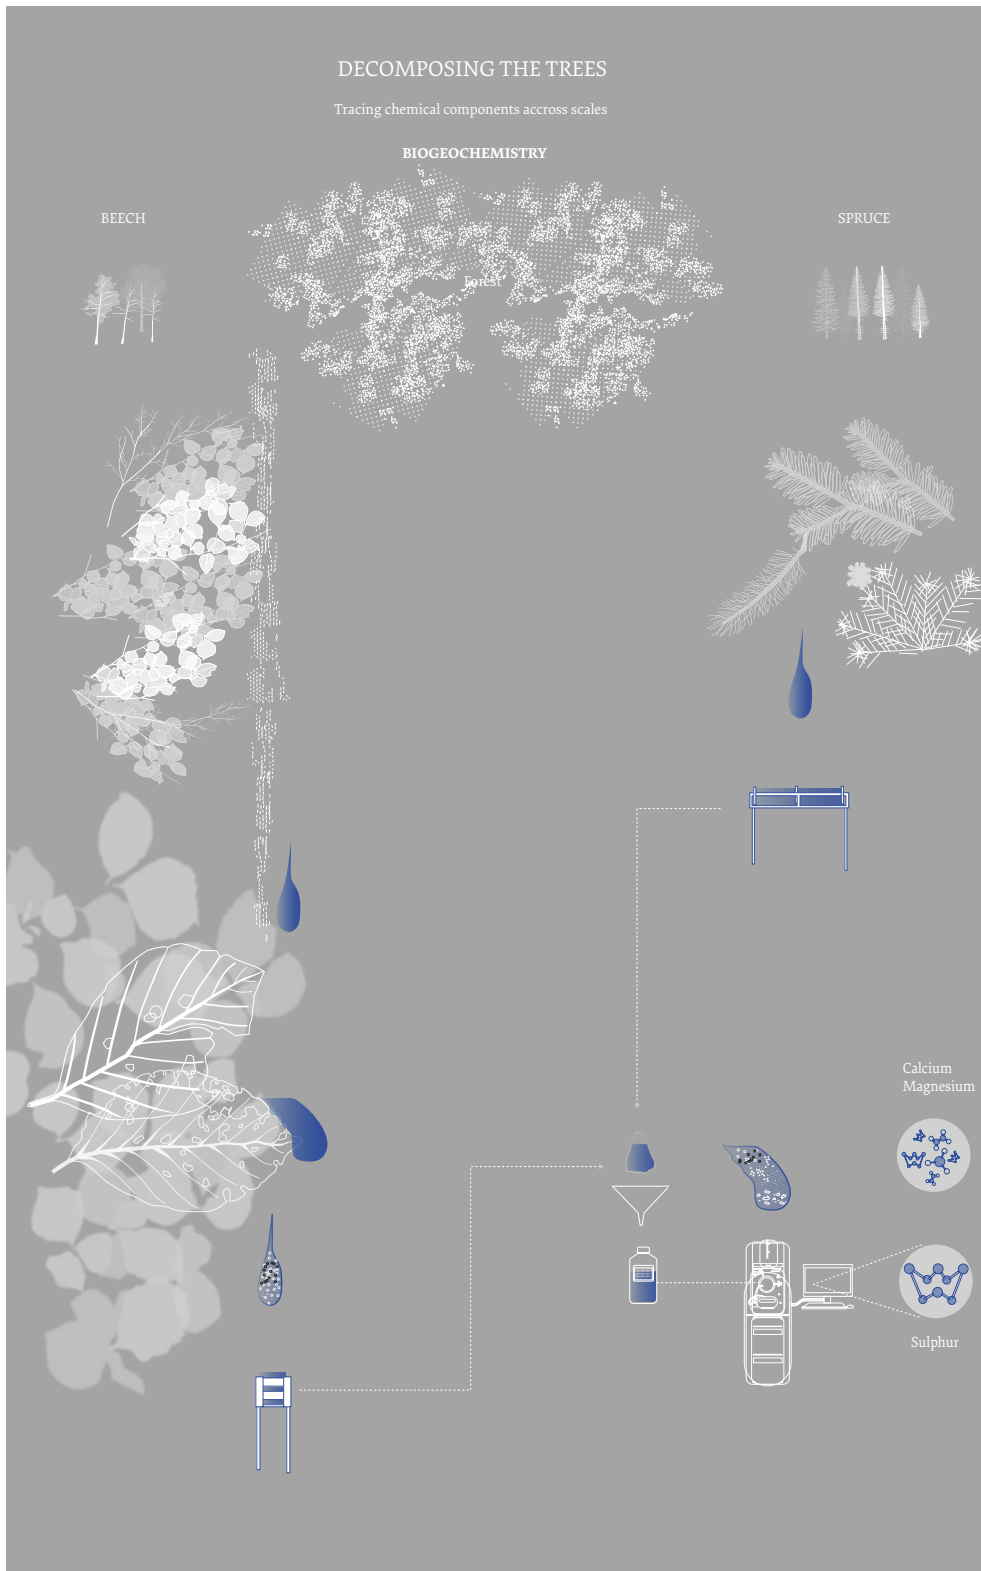 DECOMPOSING THE TREES
Tracing chemical components accross scales
BIOGEOCHEMISTRY
BEECH
SPRUCE
Forest
Calcium
Magnesium
Sulphur